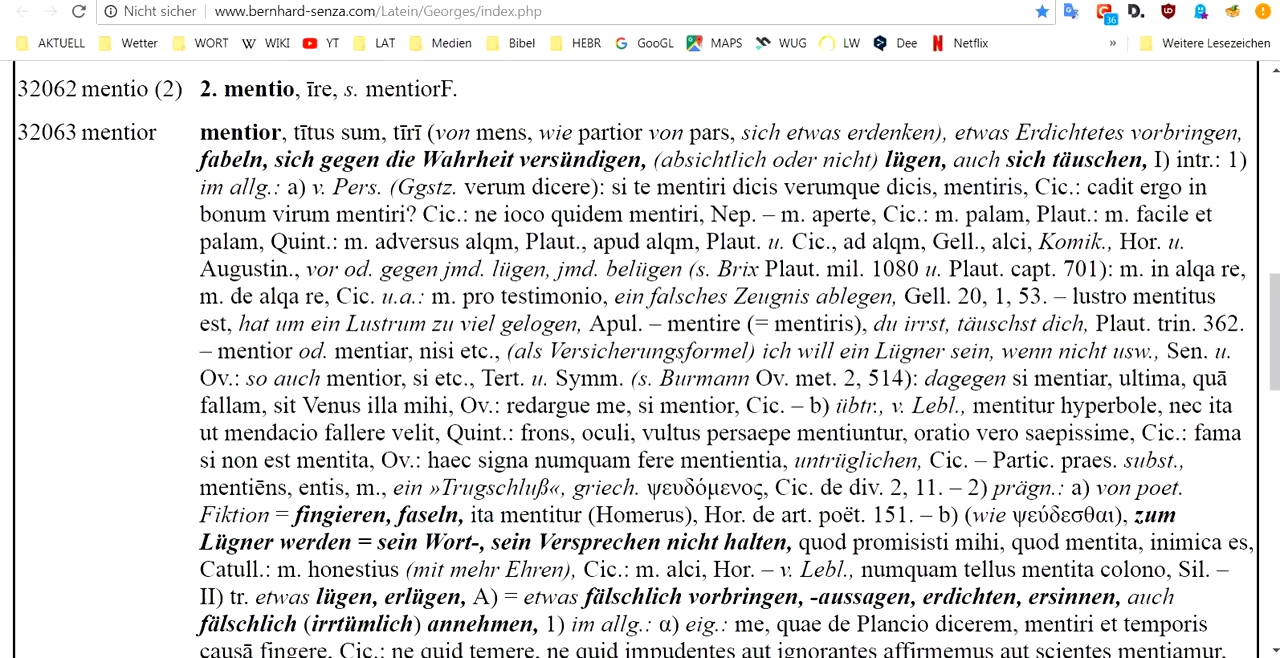 Nicht sicher | www.bernhard-senza.com/Latein/Georges/index.php
36 D.
AKTUELL Wetter WORT W WIKI YT LAT Medien Bibel HEBR G GooGL MAPS WUG LW Dee N Netflix » Weitere Lesezeichen
32062 mentio (2) 2. mentio, īre, s. mentiorF.
32063 mentior mentior, tītus sum, tīrī (von mens, wie partior von pars, sich etwas erdenken), etwas Erdichtetes vorbringen,
fabeln, sich gegen die Wahrheit versündigen, (absichtlich oder nicht) lügen, auch sich täuschen, I) intr.: 1)
im allg.: a) v. Pers. (Ggstz. verum dicere): si te mentiri dicis verumque dicis, mentiris, Cic.: cadit ergo in
bonum virum mentiri? Cic.: ne ioco quidem mentiri, Nep. – m. aperte, Cic.: m. palam, Plaut.: m. facile et
palam, Quint.: m. adversus alqm, Plaut., apud alqm, Plaut. u. Cic., ad alqm, Gell., alci, Komik., Hor. u.
Augustin., vor od. gegen jmd. lügen, jmd. belügen (s. Brix Plaut. mil. 1080 u. Plaut. capt. 701): m. in alqa re,
m. de alqa re, Cic. u.a.: m. pro testimonio, ein falsches Zeugnis ablegen, Gell. 20, 1, 53. – lustro mentitus
est, hat um ein Lustrum zu viel gelogen, Apul. – mentire (= mentiris), du irrst, täuschst dich, Plaut. trin. 362.
– mentior od. mentiar, nisi etc., (als Versicherungsformel) ich will ein Lügner sein, wenn nicht usw., Sen. u.
Ov.: so auch mentior, si etc., Tert. u. Symm. (s. Burmann Ov. met. 2, 514): dagegen si mentiar, ultima, quā
fallam, sit Venus illa mihi, Ov.: redargue me, si mentior, Cic. – b) übtr., v. Lebl., mentitur hyperbole, nec ita
ut mendacio fallere velit, Quint.: frons, oculi, vultus persaepe mentiuntur, oratio vero saepissime, Cic.: fama
si non est mentita, Ov.: haec signa numquam fere mentientia, untrüglichen, Cic. – Partic. praes. subst.,
mentiēns, entis, m., ein »Trugschluß«, griech. ψευδόμενος, Cic. de div. 2, 11. – 2) prägn.: a) von poet.
Fiktion = fingieren, faseln, ita mentitur (Homerus), Hor. de art. poët. 151. – b) (wie ψεύδεσθαι), zum
Lügner werden = sein Wort-, sein Versprechen nicht halten, quod promisisti mihi, quod mentita, inimica es,
Catull.: m. honestius (mit mehr Ehren), Cic.: m. alci, Hor. – v. Lebl., numquam tellus mentita colono, Sil. –
II) tr. etwas lügen, erlügen, A) = etwas fälschlich vorbringen, -aussagen, erdichten, ersinnen, auch
fälschlich (irrtümlich) annehmen, 1) im allg.: α) eig.: me, quae de Plancio dicerem, mentiri et temporis
causā fingere, Cic.: ne quid temere, ne quid impudentes aut ignorantes affirmemus aut scientes mentiamur,